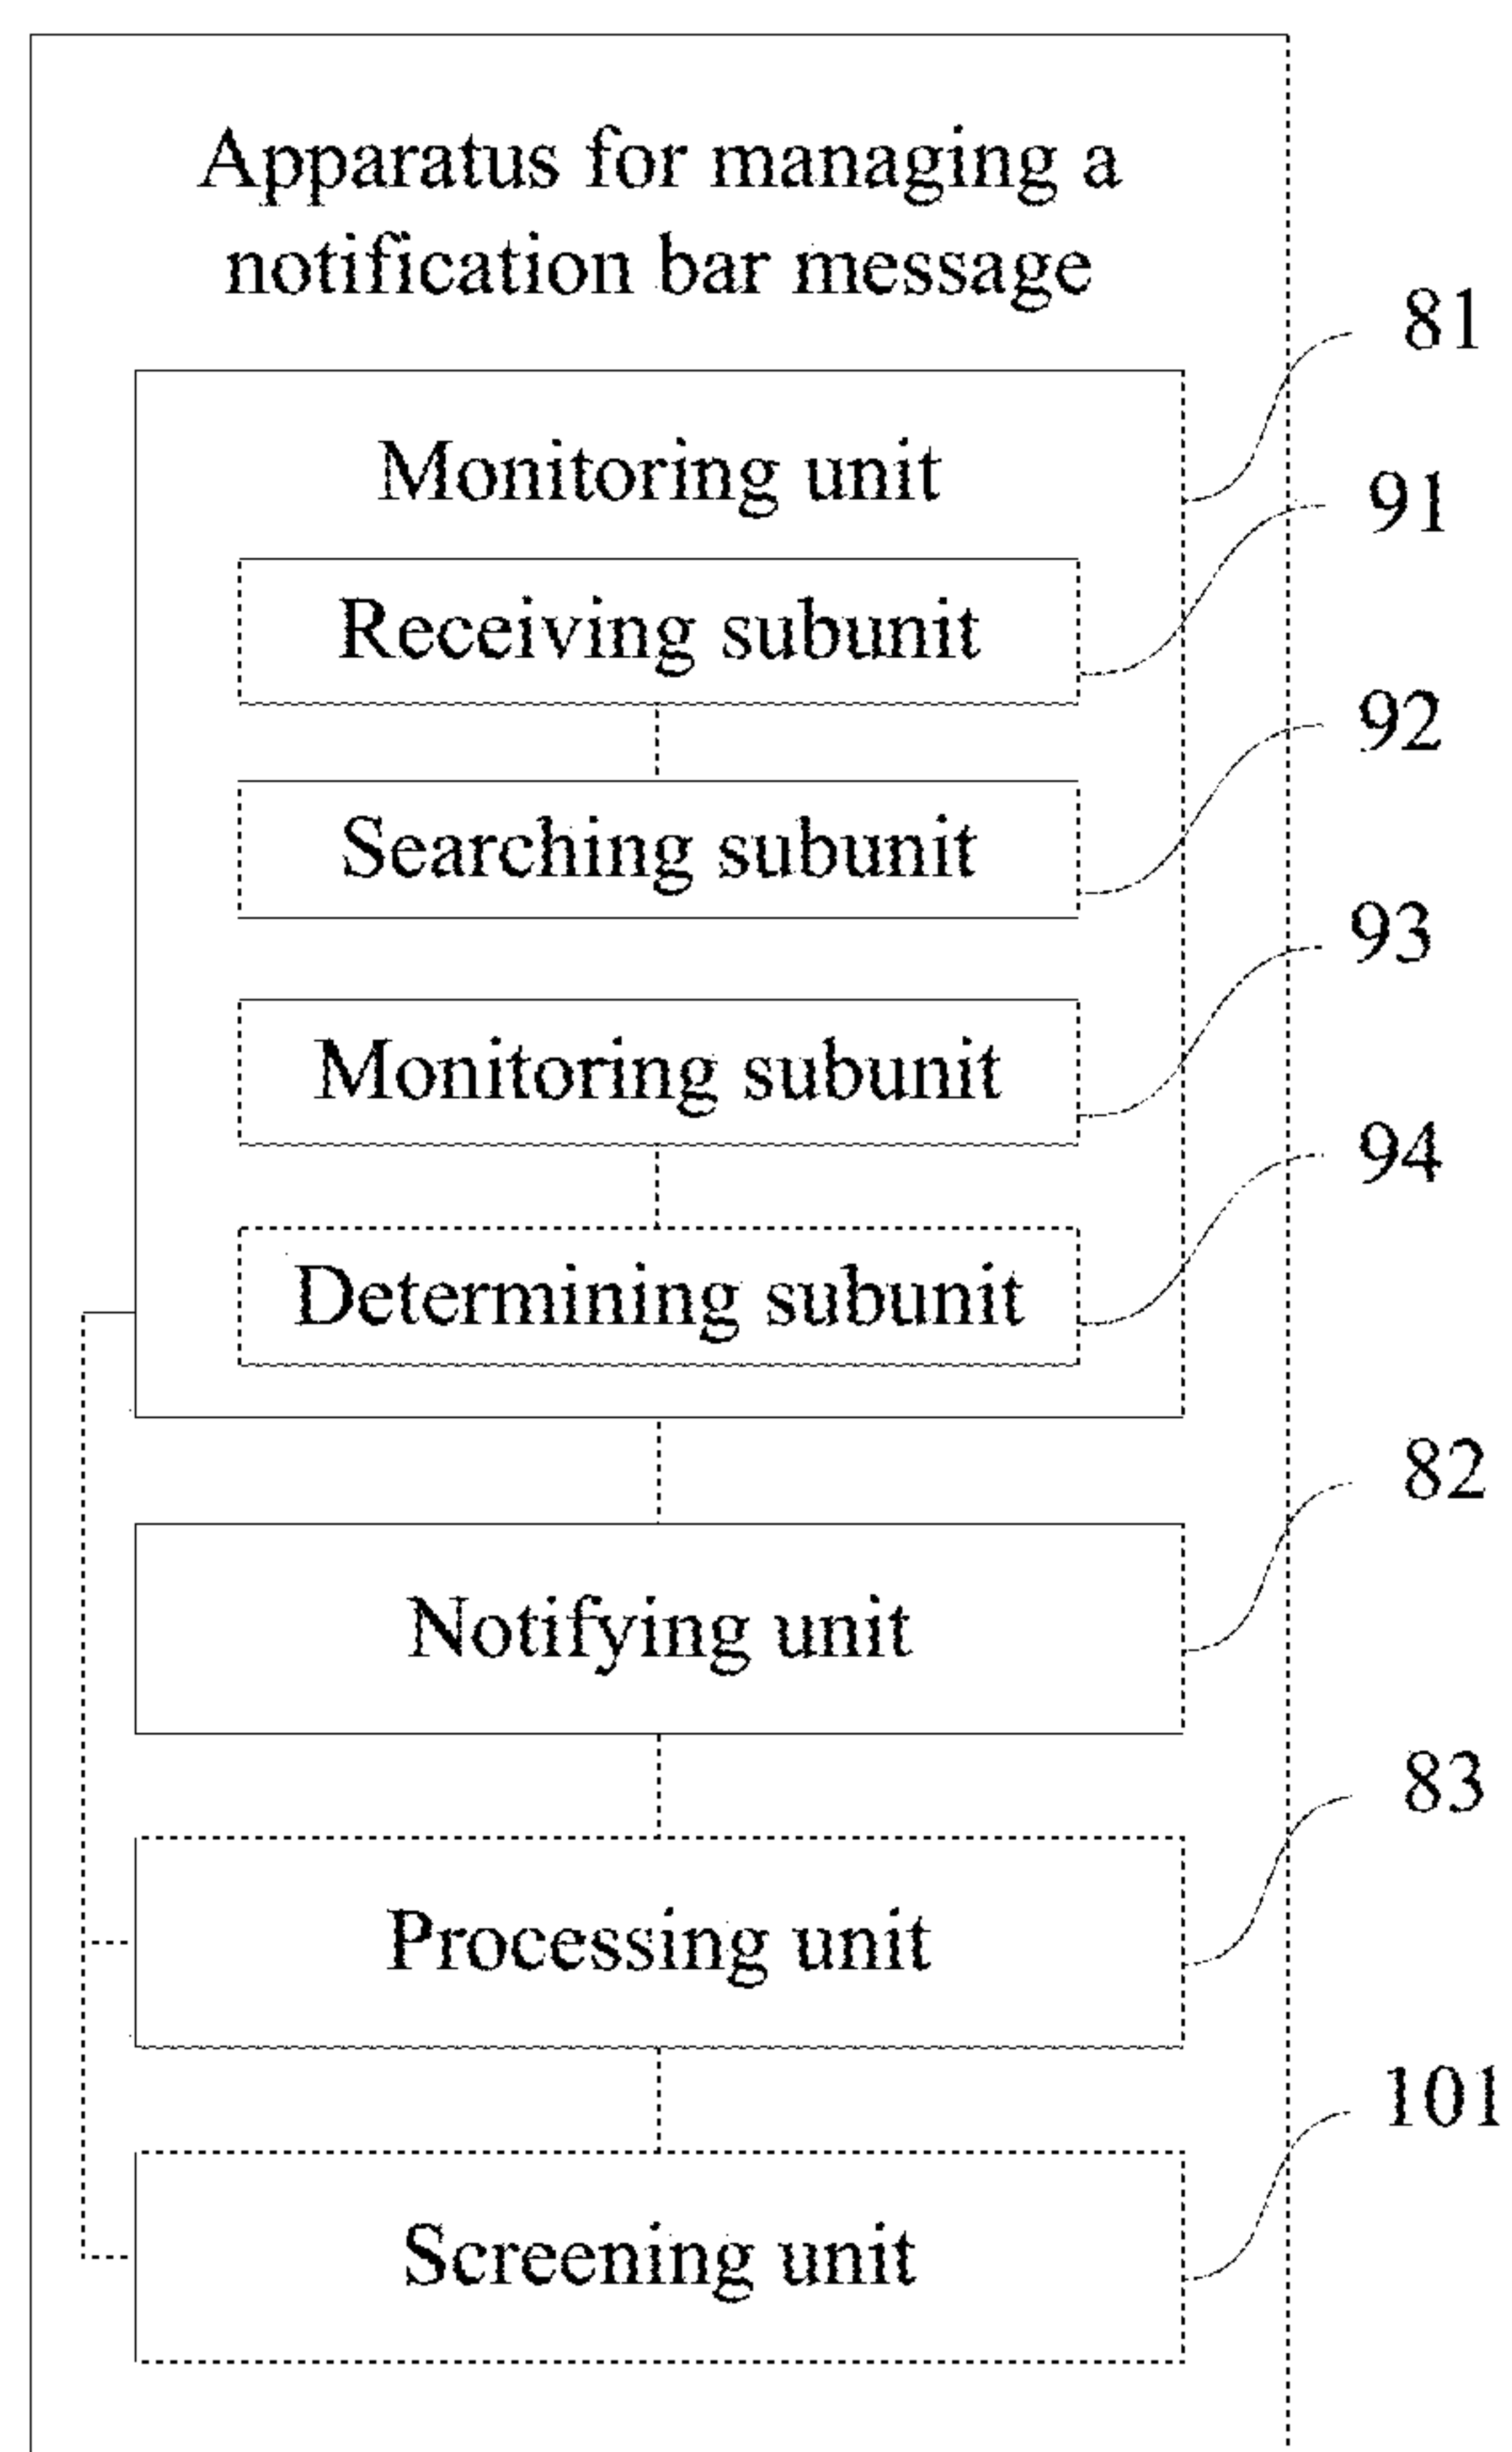 Apparatus for managing a
notification bar message
81
Monitoring unit
91
Receiving subunit
92
Searching subunit
93
Monitoring subunit
94
Determining subunit
82
Notifying unit
83
Processing unit
101
Screening unit